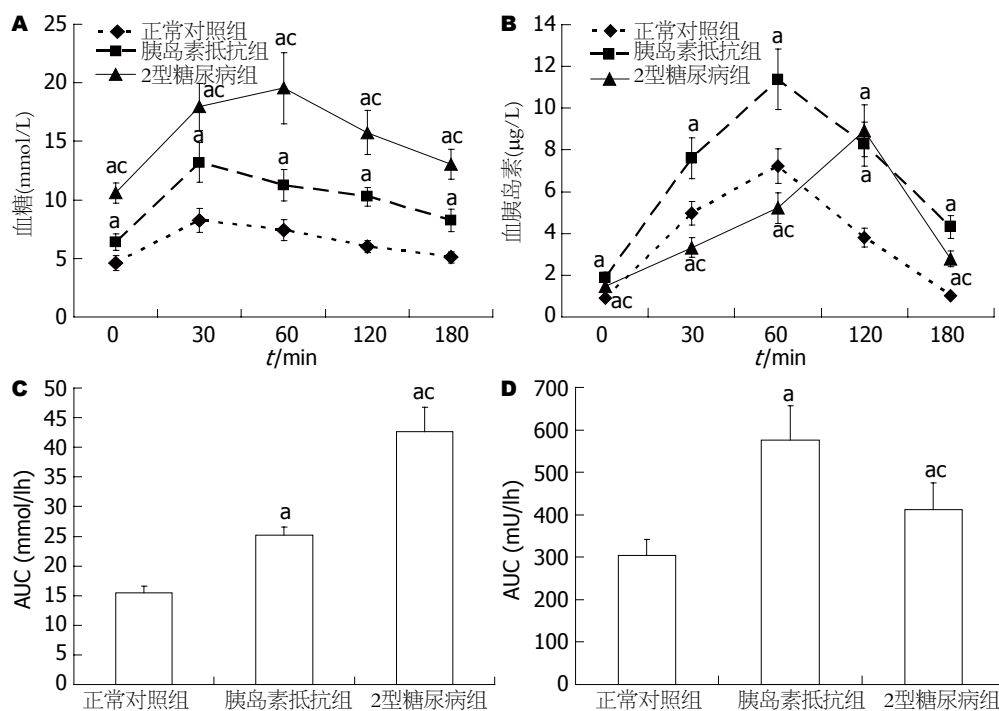 A
25
20
15
10
5
0
血糖(mmol/L)
正常对照组
胰岛素抵抗组
2型糖尿病组
ac
ac
ac
ac
ac
a
a
a
a
a
0 30 60 120 180
t/min
B
14
12
10
8
6
4
2
0
血胰岛素(μg/L)
正常对照组
胰岛素抵抗组
2型糖尿病组
a
a
a
a
a
a
ac
ac
ac
ac
0 30 60 120 180
t/min
C
50
45
40
35
30
25
20
15
10
5
0
AUC (mmol/lh)
a
ac
正常对照组 胰岛素抵抗组 2型糖尿病组
D
700
600
500
400
300
200
100
0
AUC (mU/lh)
a
ac
正常对照组 胰岛素抵抗组 2型糖尿病组